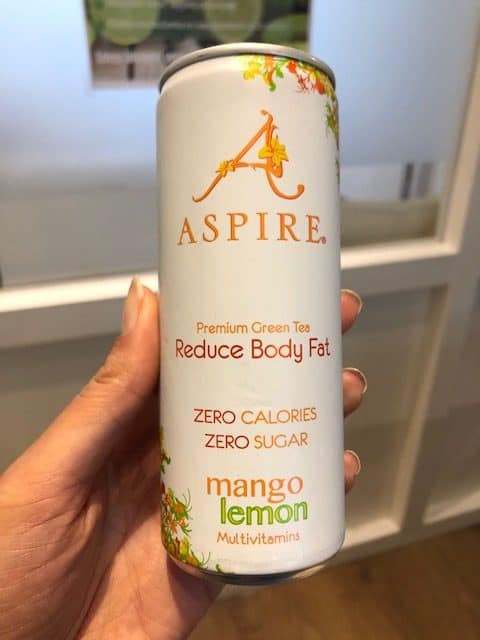 A
ASPIRE®
Premium Green Tea
Reduce Body Fat
ZERO CALORIES
ZERO SUGAR
mango
lemon
Multivitamins